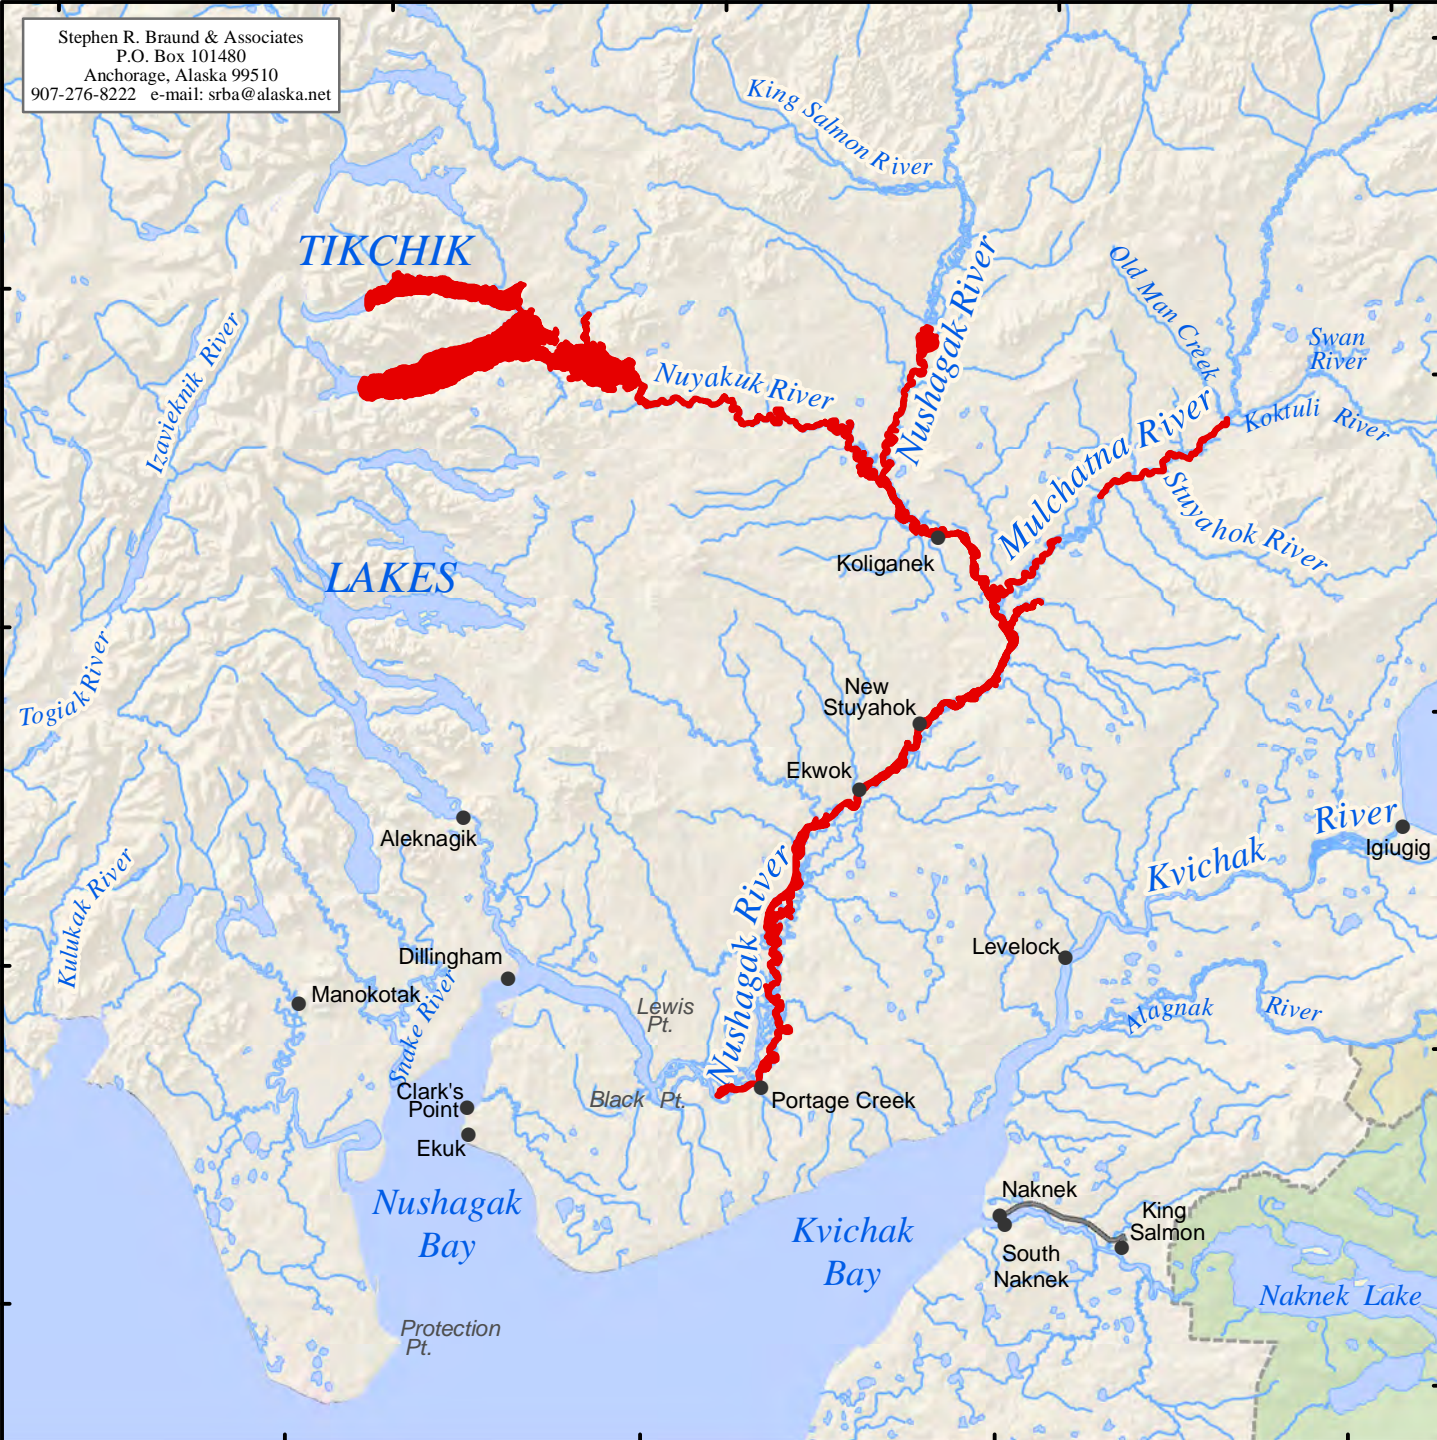 Stephen R. Braund & Associates
P.O. Box 101480
Anchorage, Alaska 99510
907-276-8222 e-mail: srba@alaska.net
King Salmon River
TIKCHIK
Nushagak River
Old Man Creek
Swan
River
Izavieknik River
Nuyakuk River
Koktuli River
Mulchatna River
Stuyahok River
Koliganek
LAKES
Togiak River
New
Stuyahok
Ekwok
Kvichak River
Igiugig
Aleknagik
Kulukak River
Nushagak River
Levelock
Dillingham
Manokotak
Snake River
Lewis
Pt.
Alagnak River
Clark's
Point
Black Pt.
Portage Creek
Ekuk
Nushagak
Bay
Kvichak
Bay
Naknek
King
Salmon
South
Naknek
Naknek Lake
Protection
Pt.